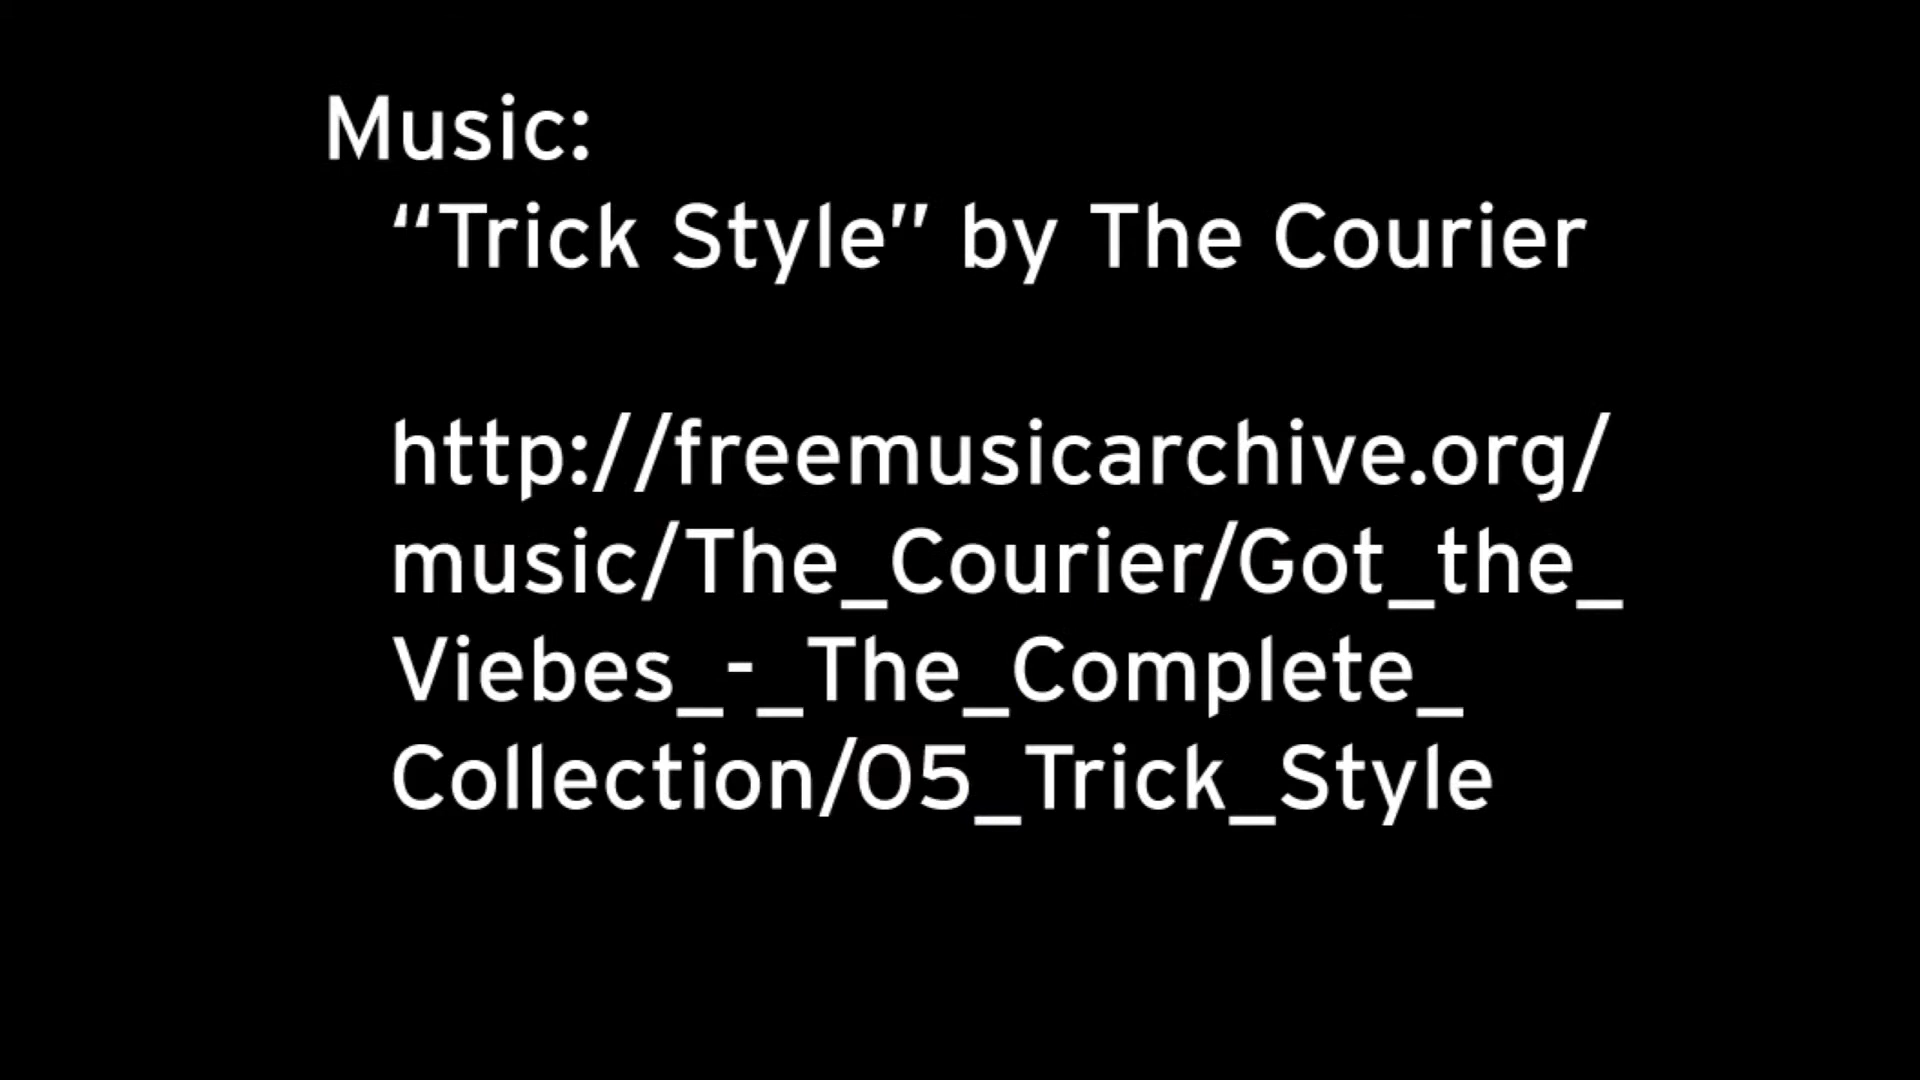 Music:
“Trick Style” by The Courier
http://freemusicarchive.org/
music/The_Courier/Got_the_
Viebes_-_The_Complete_
Collection/05_Trick_Style